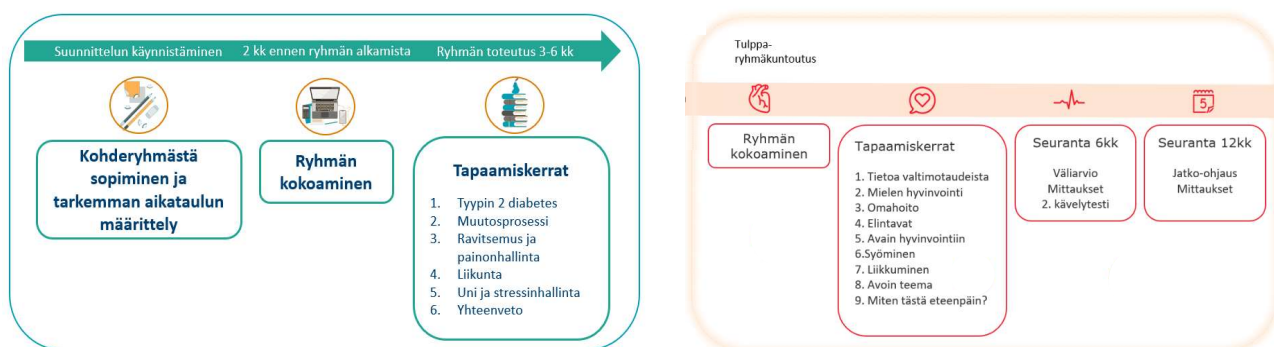 Suunnittelun käynnistäminen
2 kk ennen ryhmän alkamista
Ryhmän toteutus 3-6 kk
Kohderyhmästä
sopiminen ja
tarkemman aikataulun
määrittely
Ryhmän
kokoaminen
Tapaamiskerrat
1. Tyypin 2 diabetes
2. Muutosprosessi
3. Ravitsemus ja
painonhallinta
4. Liikunta
5. Uni ja stressinhallinta
6. Yhteenveto
Tulppa-
ryhmäkuntoutus
5
Ryhmän
kokoaminen
Tapaamiskerrat
1. Tietoa valtimotaudeista
2. Mielen hyvinvointi
3. Omahoito
4. Elintavat
5. Avain hyvinvointiin
6.Syöminen
7. Liikkuminen
8. Avoin teema
9. Miten tästä eteenpäin?
Seuranta 6kk
Väliarvio
Mittaukset
2. kävelytesti
Seuranta 12kk
Jatko-ohjaus
Mittaukset